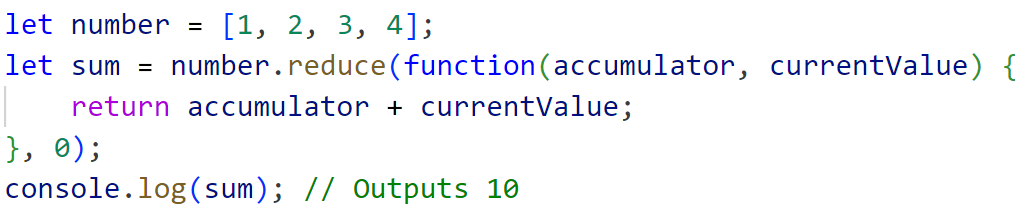 let number = [1, 2, 3, 4];
let sum = number.reduce(function(accumulator, currentValue) {
    return accumulator + currentValue;
}, 0);
console.log(sum); // Outputs 10